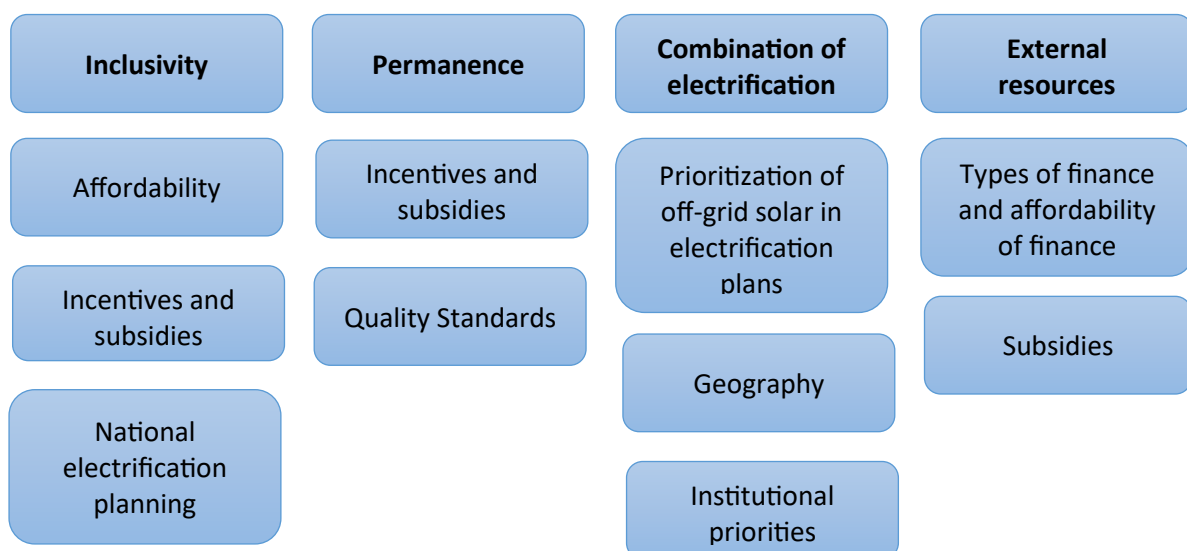 Inclusivity
Affordability
Incentives and
subsidies
National
electrification
planning
Permanence
Incentives and
subsidies
Quality Standards
Combination of
electrification
Prioritization of
off-grid solar in
electrification
plans
Geography
Institutional
priorities
External
resources
Types of finance
and affordability
of finance
Subsidies